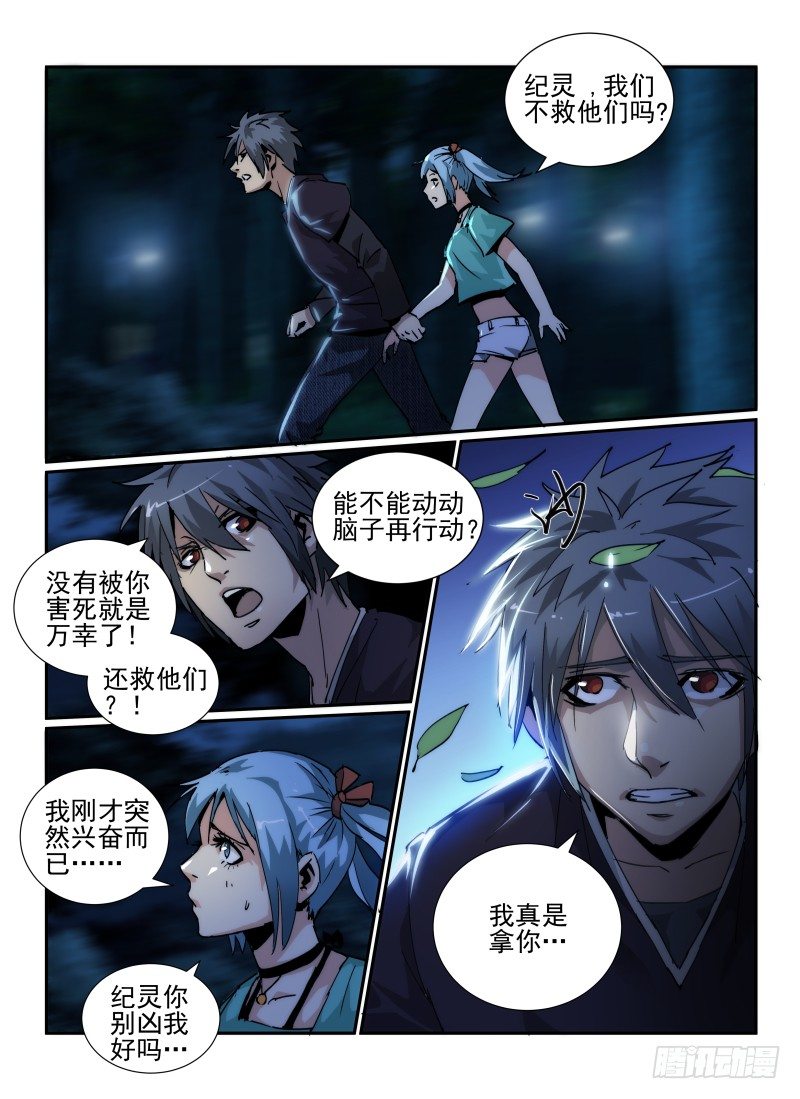 纪灵,我们
不救他们吗?
没有被你
害死就是
万幸了!
还救他们
?!
能不能动动
脑子再行动?
我刚才突
然兴奋而
已……
纪灵你
别凶我
好吗…
我真是
拿你…
腾讯动漫